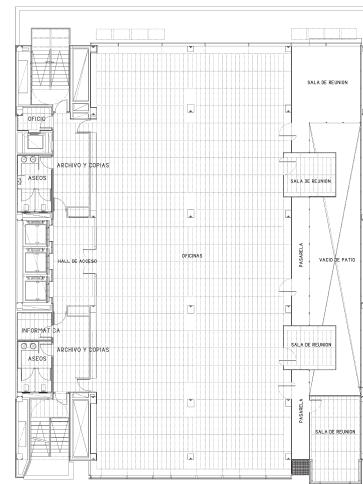 SALA DE REUNION
OFICIO
ARCHIVO Y COPIAS
ASEOS
SALA DE REUNION
HALL DE ACCESO
OFICINAS
PASARELA
VACIO DE PATIO
INFORMÁTICA
ASEOS
ARCHIVO Y COPIAS
SALA DE REUNION
PASARELA
SALA DE REUNION